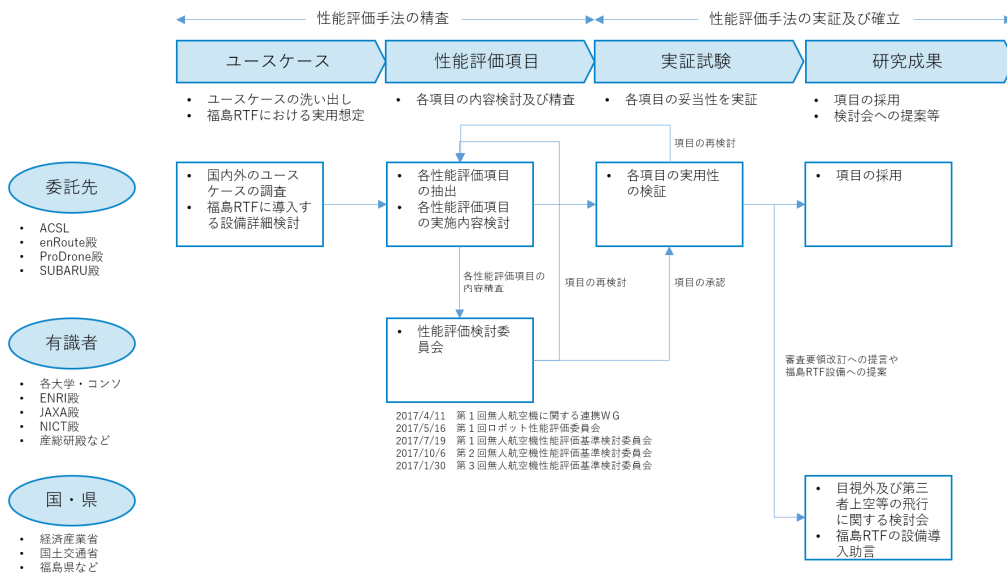 性能評価手法の精査
性能評価手法の実証及び確立
ユースケース
性能評価項目
実証試験
研究成果
• ユースケースの洗い出し
• 福島RTFにおける実用想定
• 各項目の内容検討及び精査
• 各項目の妥当性を実証
• 項目の採用
• 検討会への提案等
項目の再検討
委託先
• ACSL
• enRoute殿
• ProDrone殿
• SUBARU殿
• 国内外のユー
スケースの調査
• 福島RTFに導入す
る設備詳細検討
• 各性能評価項目
の抽出
• 各性能評価項目
の実施内容検討
• 各項目の実用性
の検証
• 項目の採用
各性能評価項目の
内容精査
項目の再検討
項目の承認
有識者
• 各大学・コンソ
• ENRI殿
• JAXA殿
• NICT殿
• 産総研殿など
• 性能評価検討委
員会
審査要領改訂への提言や
福島RTF設備への提案
2017/4/11 第1回無人航空機に関する連携WG
2017/5/16 第1回ロボット性能評価委員会
2017/7/19 第1回無人航空機性能評価基準検討委員会
2017/10/6 第2回無人航空機性能評価基準検討委員会
2017/1/30 第3回無人航空機性能評価基準検討委員会
国・県
• 経済産業省
• 国土交通省
• 福島県など
• 目視外及び第三
者上空等の飛行
に関する検討会
• 福島RTFの設備導
入助言